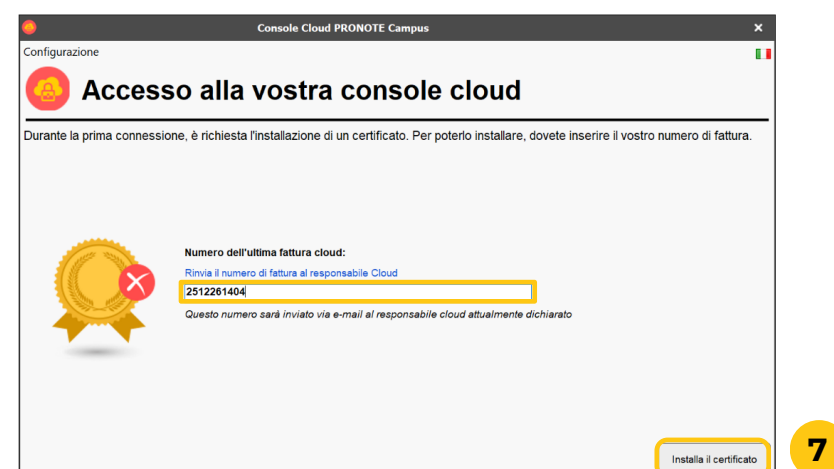 Console Cloud PRONOTE Campus
Configurazione
Accesso alla vostra console cloud
Durante la prima connessione, è richiesta l'installazione di un certificato. Per poterlo installare, dovete inserire il vostro numero di fattura.
Numero dell'ultima fattura cloud:
Rinvia il numero di fattura al responsabile Cloud
2512261404
Questo numero sarà inviato via e-mail al responsabile cloud attualmente dichiarato
Installa il certificato
7